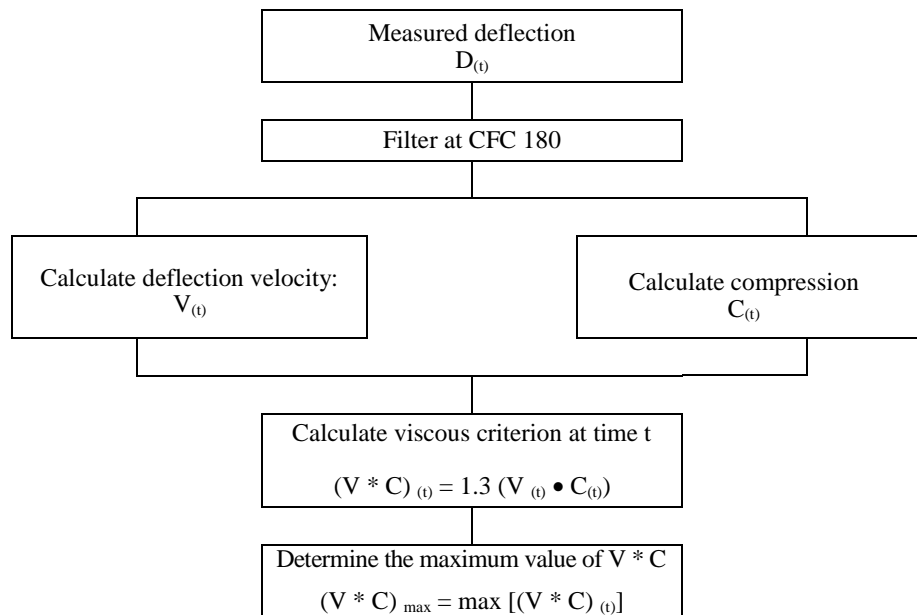 Measured deflection
D(t)
Filter at CFC 180
Calculate deflection velocity:
V(t)
Calculate compression
C(t)
Calculate viscous criterion at time t
(V * C) (t) = 1.3 (V (t) • C(t))
Determine the maximum value of V * C
(V * C) max = max [(V * C) (t)]